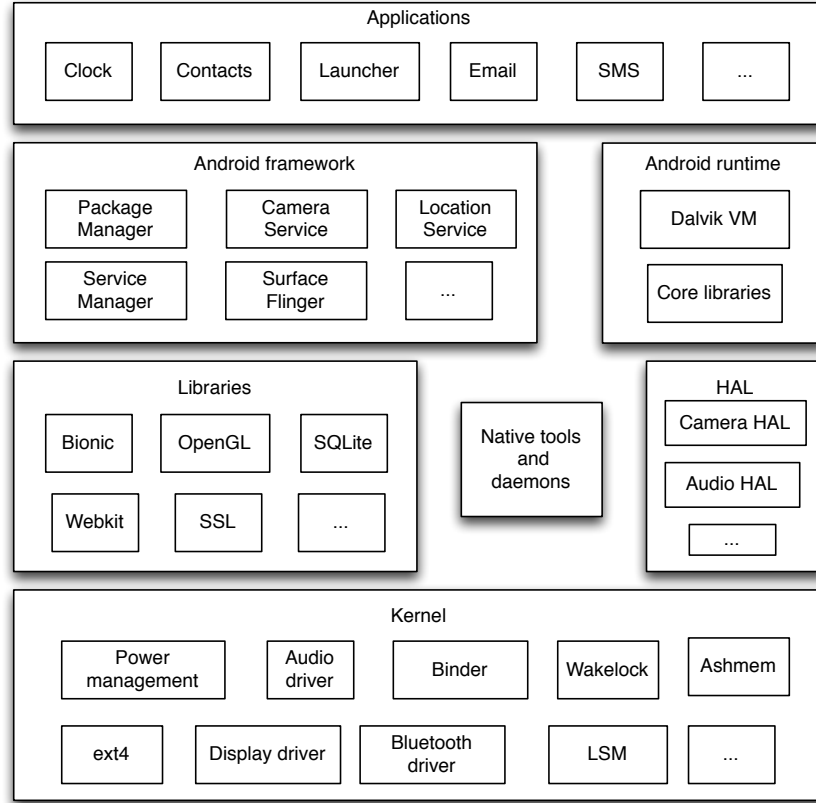 Applications
Clock
Contacts
Launcher
Email
SMS
...
Android framework
Package
Manager
Camera
Service
Location
Service
Service
Manager
Surface
Flinger
...
Android runtime
Dalvik VM
Core libraries
Libraries
Bionic
OpenGL
SQLite
Webkit
SSL
...
Native tools
and
daemons
HAL
Camera HAL
Audio HAL
...
Kernel
Power
management
Audio
driver
Binder
Wakelock
Ashmem
ext4
Display driver
Bluetooth
driver
LSM
...